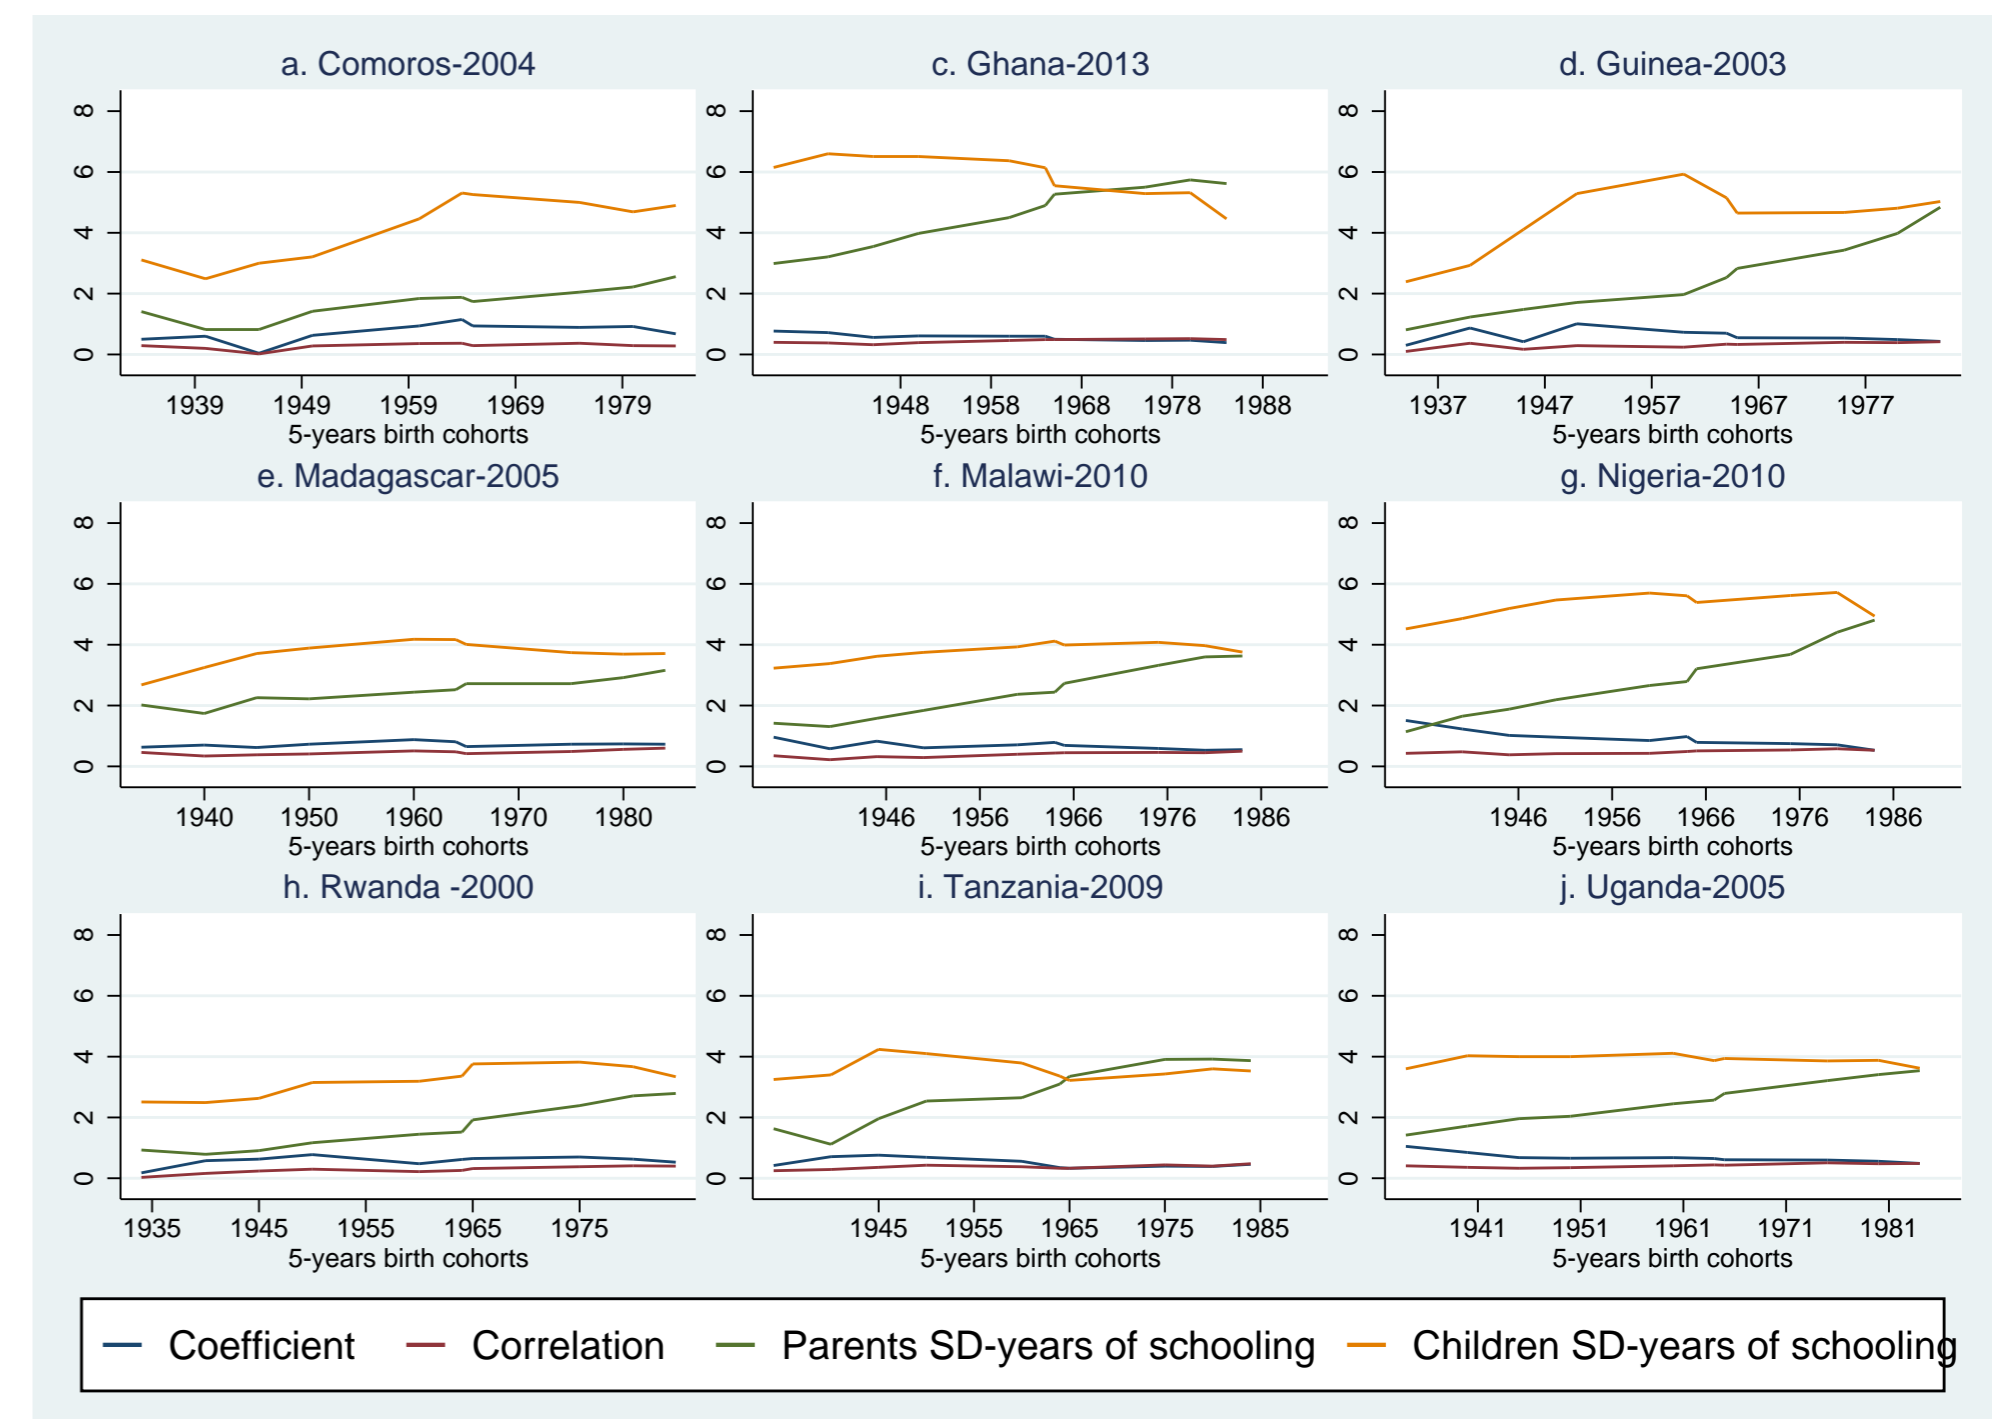 a. Comoros-2004
8
6
4
2
0
1939 1949 1959 1969 1979
5-years birth cohorts
c. Ghana-2013
8
6
4
2
0
1948 1958 1968 1978 1988
5-years birth cohorts
d. Guinea-2003
8
6
4
2
0
1937 1947 1957 1967 1977
5-years birth cohorts
e. Madagascar-2005
8
6
4
2
0
1940 1950 1960 1970 1980
5-years birth cohorts
f. Malawi-2010
8
6
4
2
0
1946 1956 1966 1976 1986
5-years birth cohorts
g. Nigeria-2010
8
6
4
2
0
1946 1956 1966 1976 1986
5-years birth cohorts
h. Rwanda -2000
8
6
4
2
0
1935 1945 1955 1965 1975
5-years birth cohorts
i. Tanzania-2009
8
6
4
2
0
1945 1955 1965 1975 1985
5-years birth cohorts
j. Uganda-2005
8
6
4
2
0
1941 1951 1961 1971 1981
5-years birth cohorts
Coefficient Correlation Parents SD-years of schooling Children SD-years of schooling